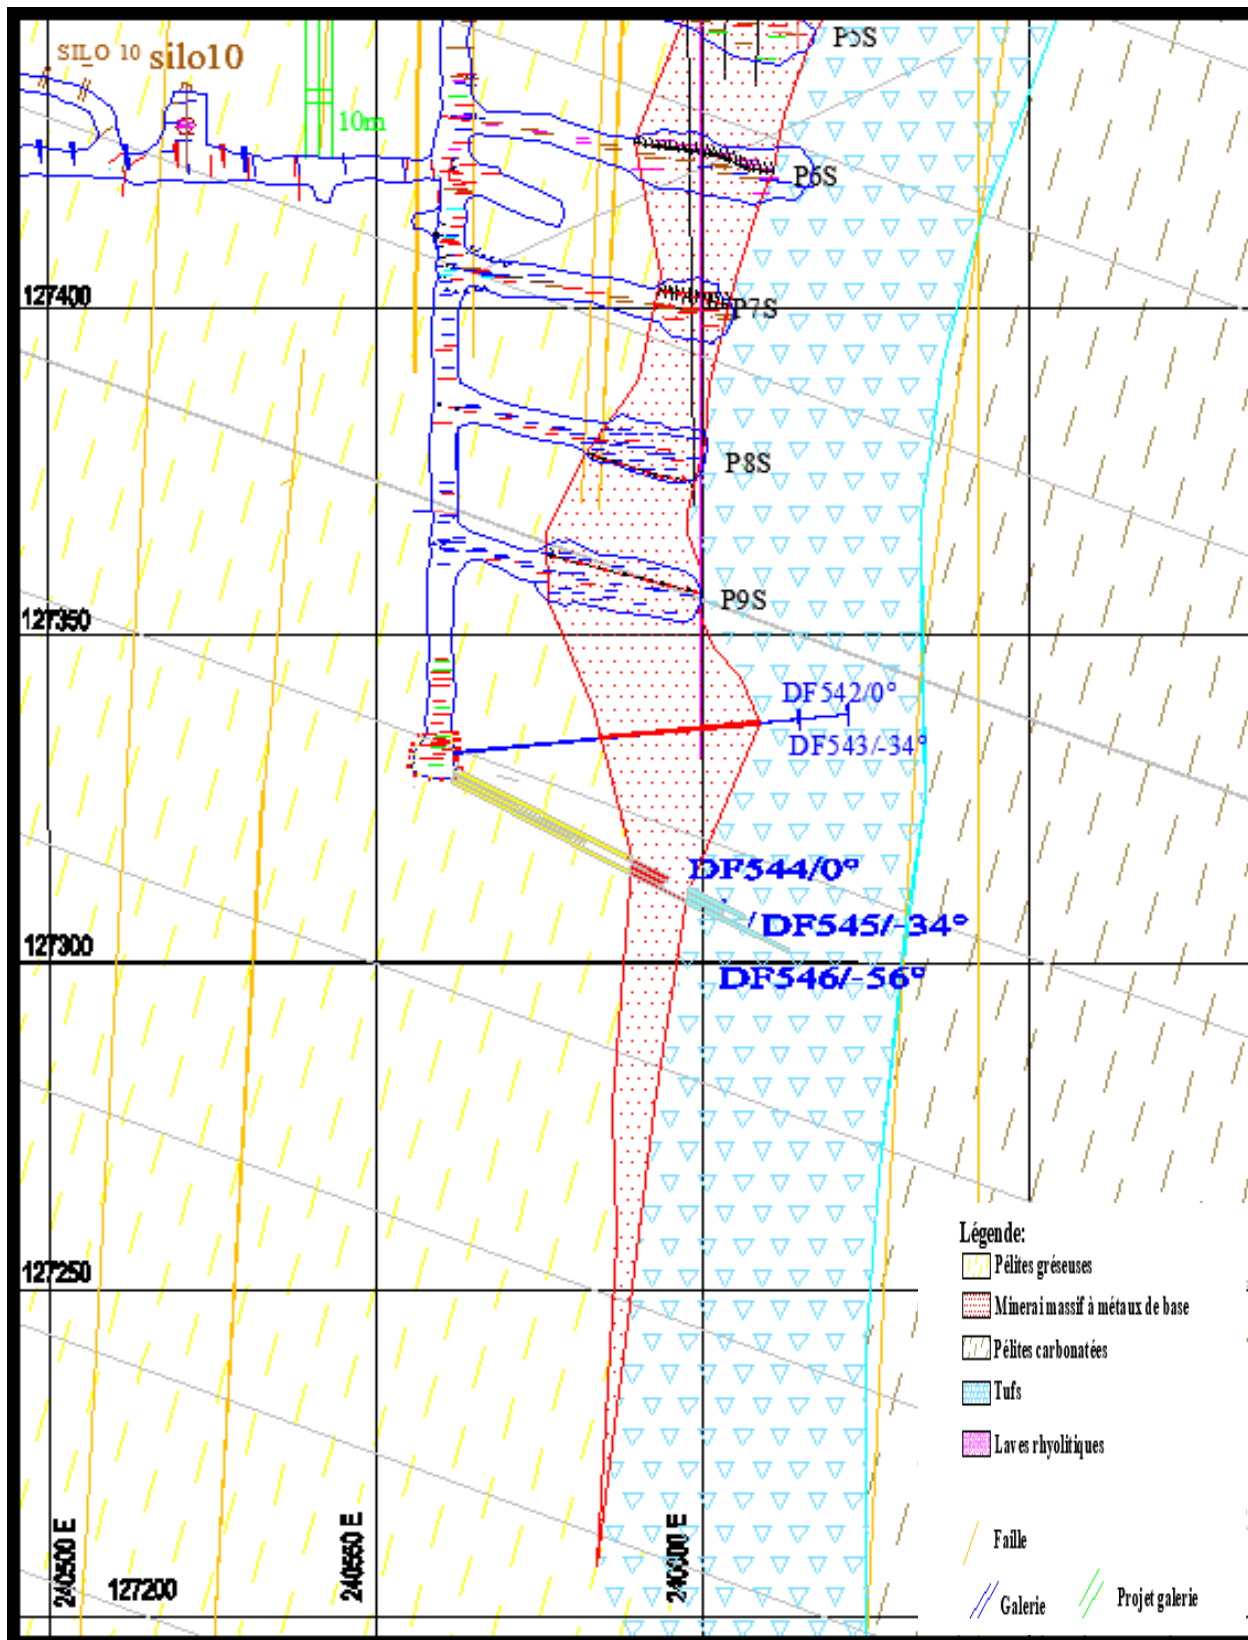 P5S
SILO 10 silo10
10m
P6S
127400
P7S
P8S
P9S
127350
DF542/0°
DF543/-34°
DF544/0°
DF545/-34°
127300
DF546/-56°
Légende:
Pélites gréseuses
127250
Minerai massif à métaux de base
Pélites carbonatées
Tufs
Laves rhyolitiques
Faille
240500 E
127200
240550 E
240600 E
Galerie
Projet galerie